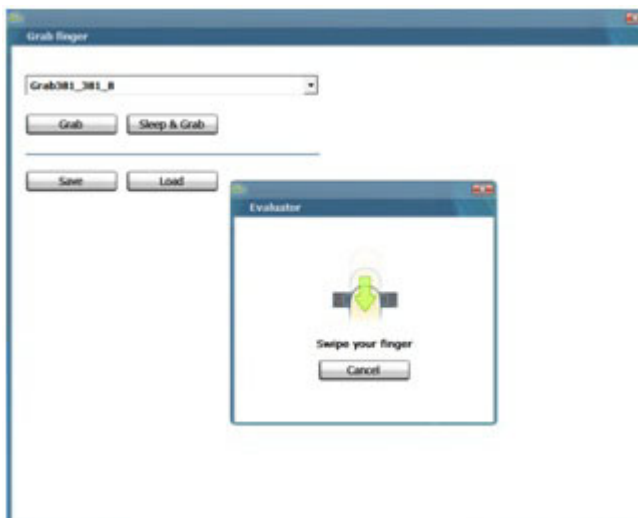 Grab finger
Grab381_381_8
Grab
Sleep & Grab
Save
Load
Evaluator
Swipe your finger
Cancel